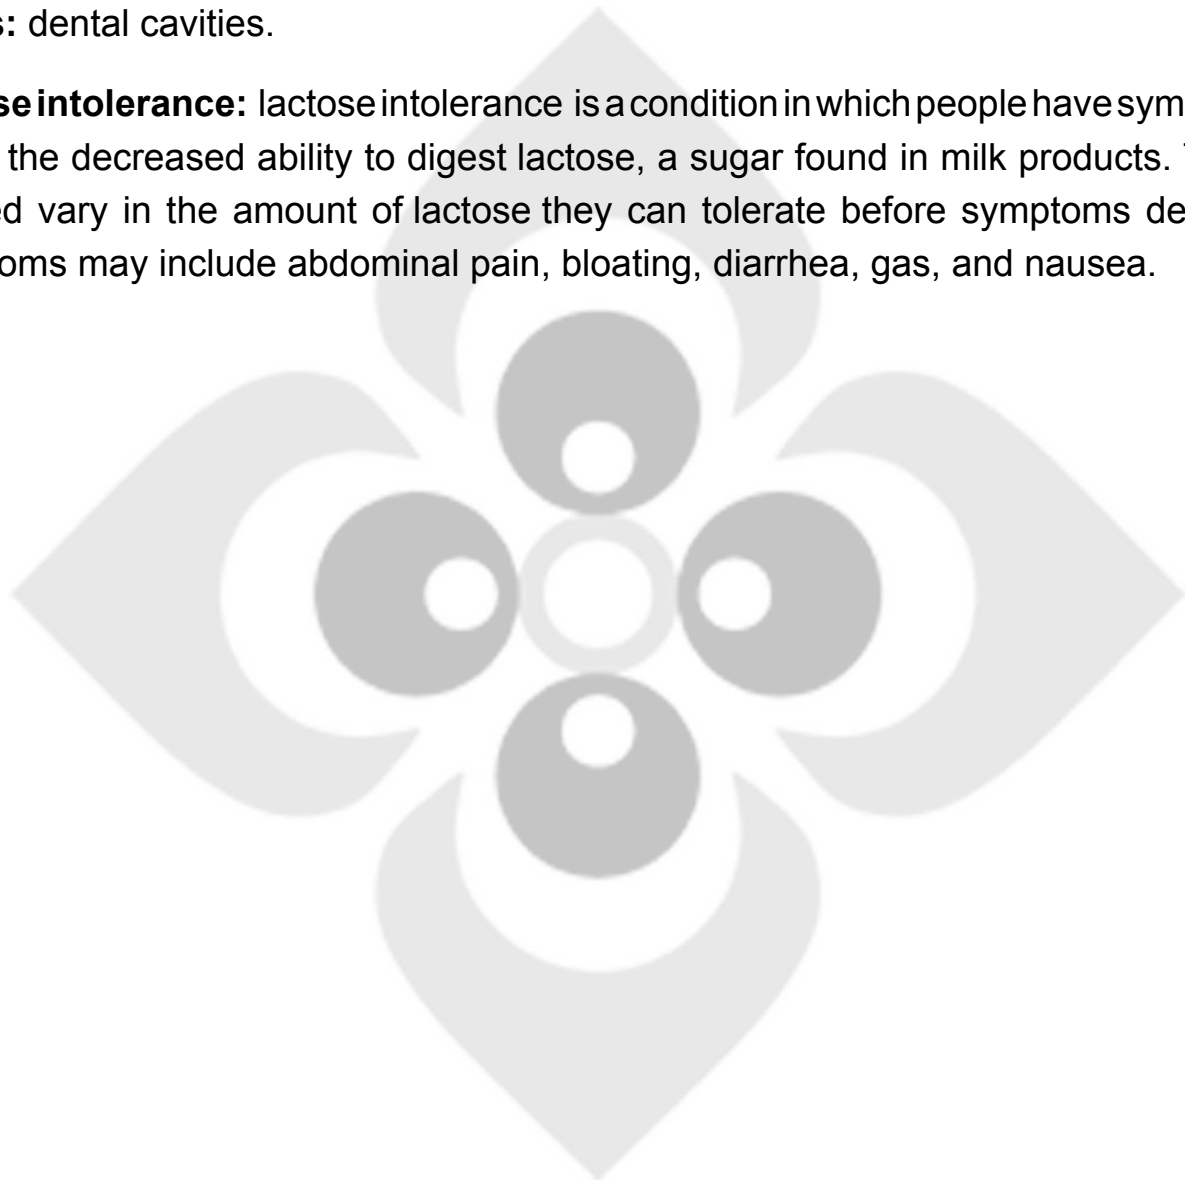 s: dental cavities.
se intolerance: lactose intolerance is a condition in which people have sym
the decreased ability to digest lactose, a sugar found in milk products.
ed vary in the amount of lactose they can tolerate before symptoms de
oms may include abdominal pain, bloating, diarrhea, gas, and nausea.